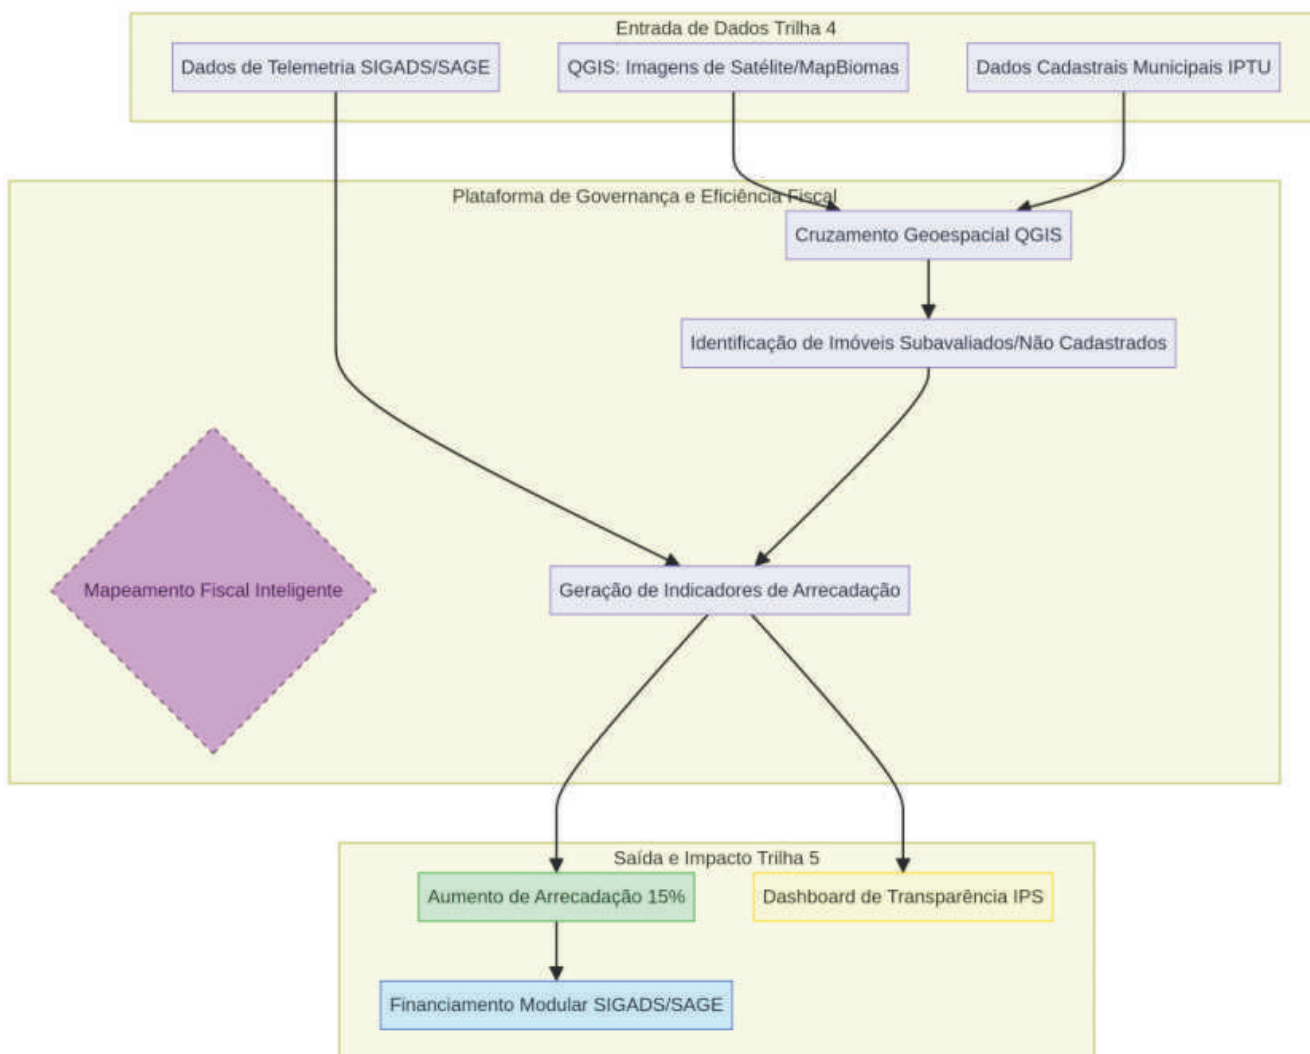 Entrada de Dados Trilha 4
Dados de Telemetria SIGADS/SAGE
QGIS: Imagens de Satélite/MapBiomas
Dados Cadastrais Municipais IPTU
Plataforma de Governança e Eficiência Fiscal
Cruzamento Geoespacial QGIS
Identificação de Imóveis Subavaliados/Não Cadastrados
Mapeamento Fiscal Inteligente
Geração de Indicadores de Arrecadação
Saída e Impacto Trilha 5
Aumento de Arrecadação 15%
Dashboard de Transparência IPS
Financiamento Modular SIGADS/SAGE